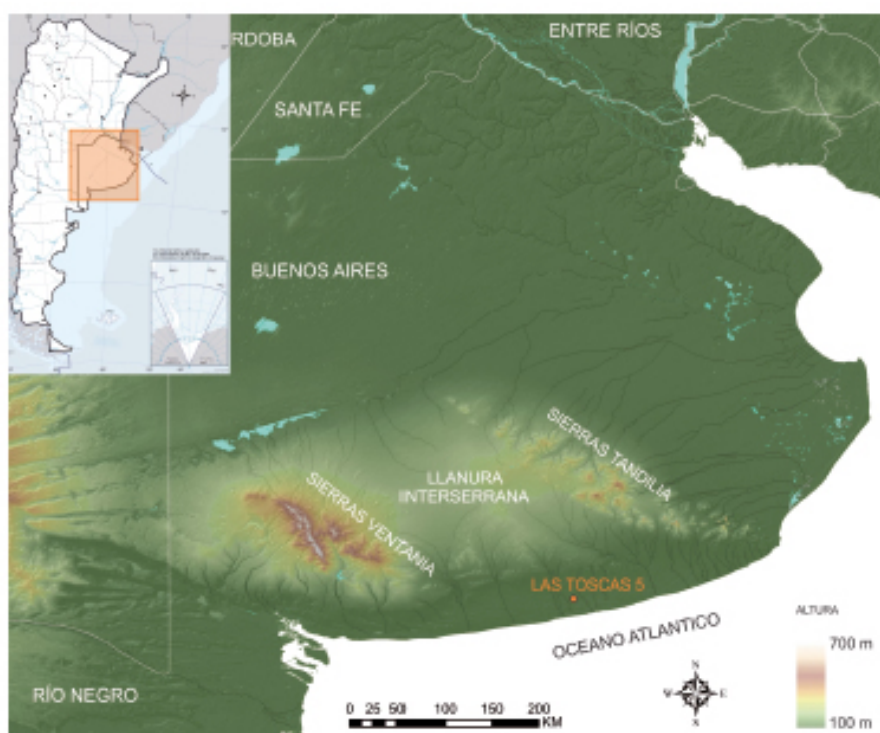 RDOBA
ENTRE RÍOS
SANTA FE
BUENOS AIRES
SIERRAS TANDILIA
LLANURA
INTERSERRANA
SIERRAS VENTANIA
LAS TOSCAS 5
OCEANO ATLANTICO
RÍO NEGRO
ALTURA
700 m
100 m
N
W
E
S
0 25 50 100 150 200
KM